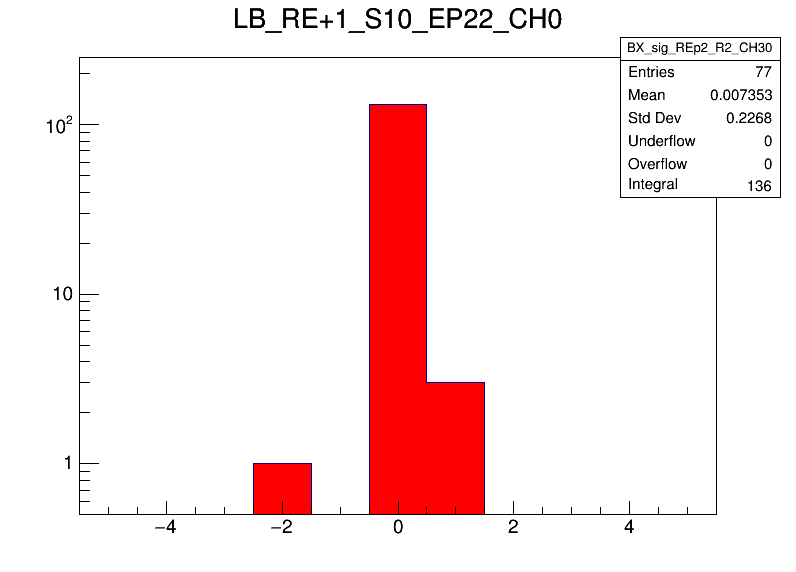 LB_RE+1_S10_EP22_CH0
BX_sig_REp2_R2_CH30
Entries 77
Mean 0.007353
Std Dev 0.2268
Underflow 0
Overflow 0
Integral 136
10²
10
1
−4 −2 0 2 4